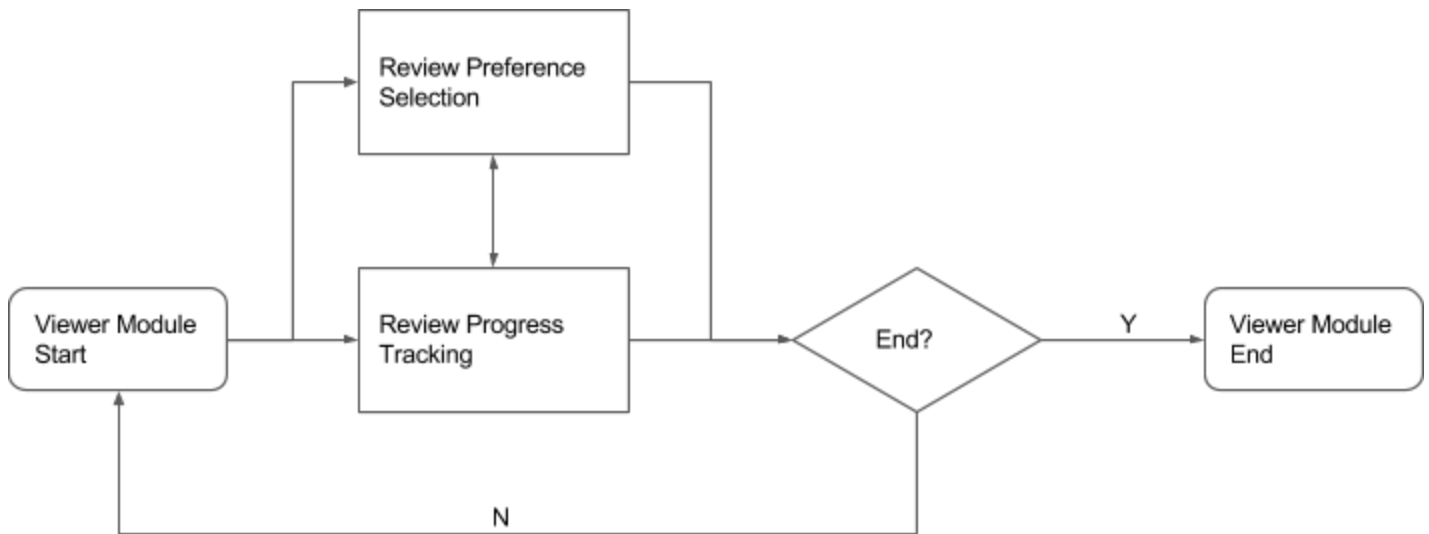 Review Preference
Selection
Viewer Module
Start
Review Progress
Tracking
End?
Y
Viewer Module
End
N